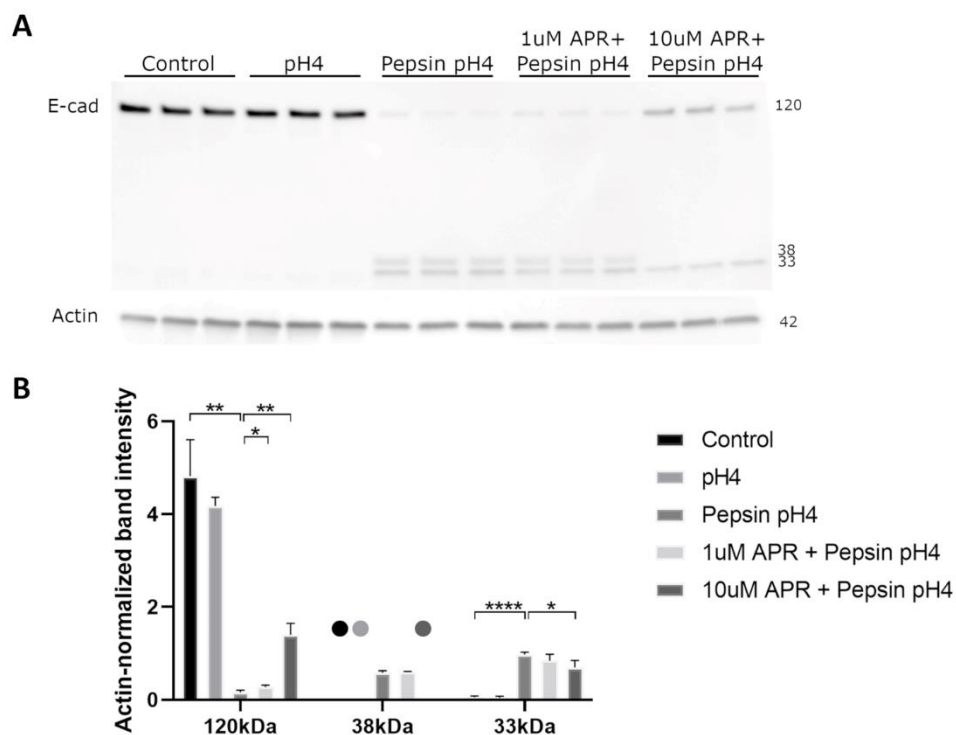 A
1uM APR+ 10uM APR+
Control pH4 Pepsin pH4 Pepsin pH4 Pepsin pH4
E-cad 120
38
33
Actin 42
B
Actin-normalized band intensity
6
4
2
0
** **
*
**** *
120kDa 38kDa 33kDa
Control
pH4
Pepsin pH4
1uM APR + Pepsin pH4
10uM APR + Pepsin pH4